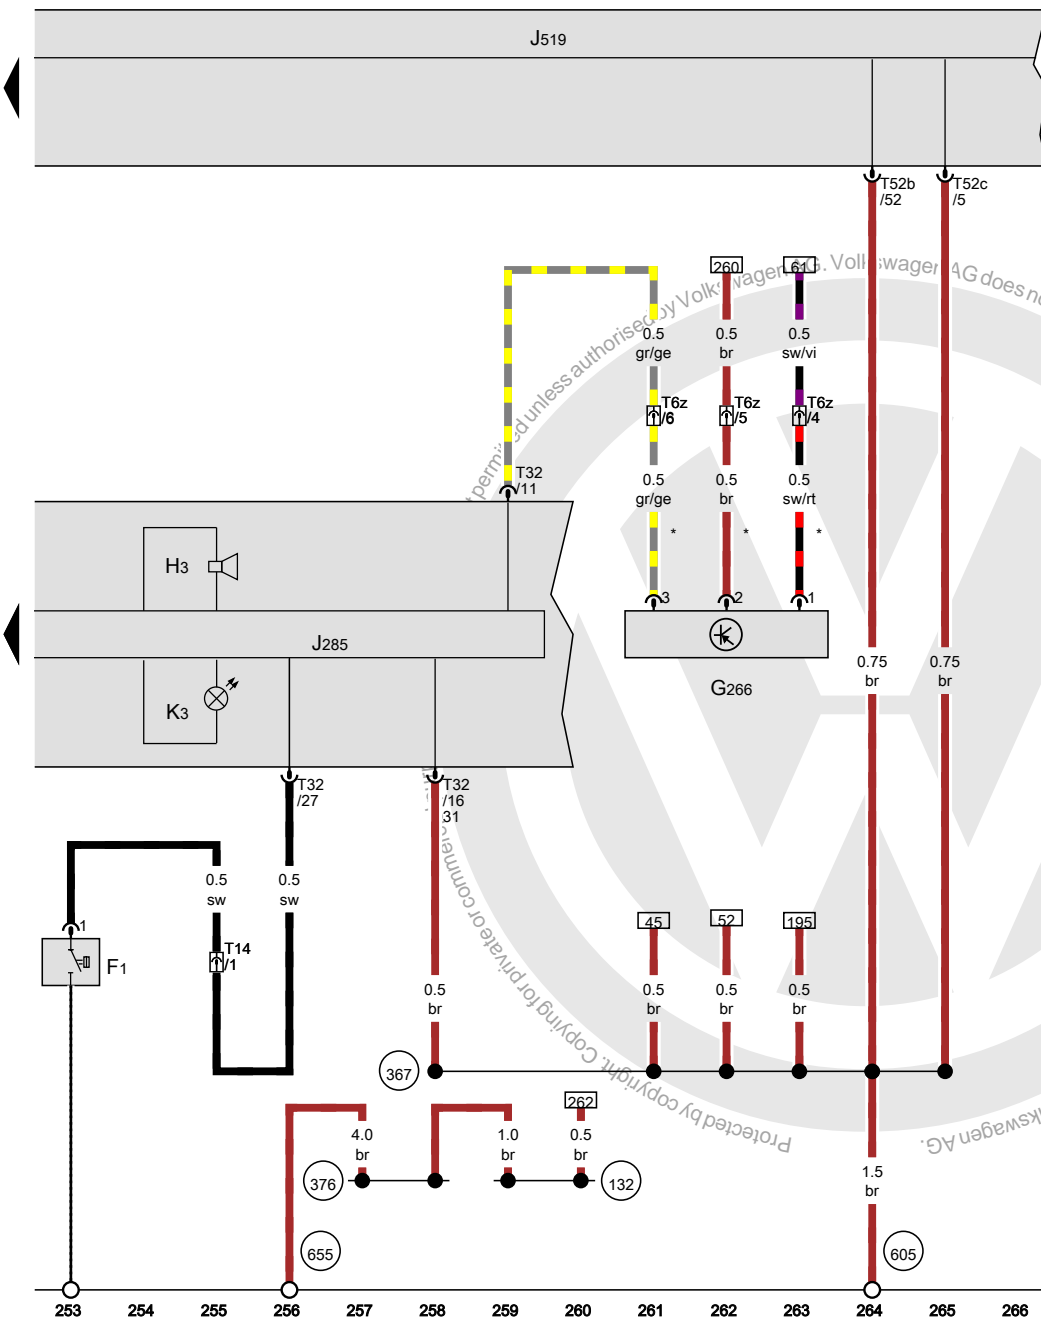 J519
T52b
/52
T52c
/5
permitted unless authorised by Volkswagen AG. Volkswagen AG does no
260
61
0.5
gr/ge
0.5
br
0.5
sw/vi
T6z
/6
T6z
/5
T6z
/4
T32
/11
0.5
gr/ge
0.5
br
0.5
sw/rt
*
*
*
H3
3
2
1
J285
G266
0.75
br
0.75
br
K3
T32
/27
T32
/16
31
0.5
sw
0.5
sw
1
45
52
195
F1
T14
/1
0.5
br
0.5
br
0.5
br
0.5
br
367
262
4.0
br
1.0
br
0.5
br
376
132
1.5
br
655
605
Protected by copyright. Copying for private or commer
lkswagen AG.
253 254 255 256 257 258 259 260 261 262 263 264 265 266